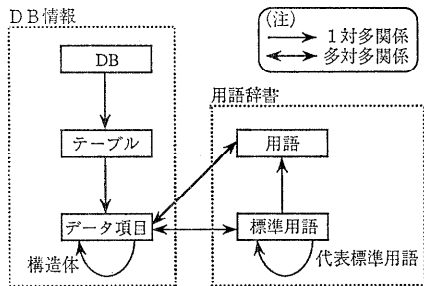 DB情報
(注)
1対多関係
多対多関係
DB
用語辞書
テーブル
用語
データ項目
標準用語
構造体
代表標準用語